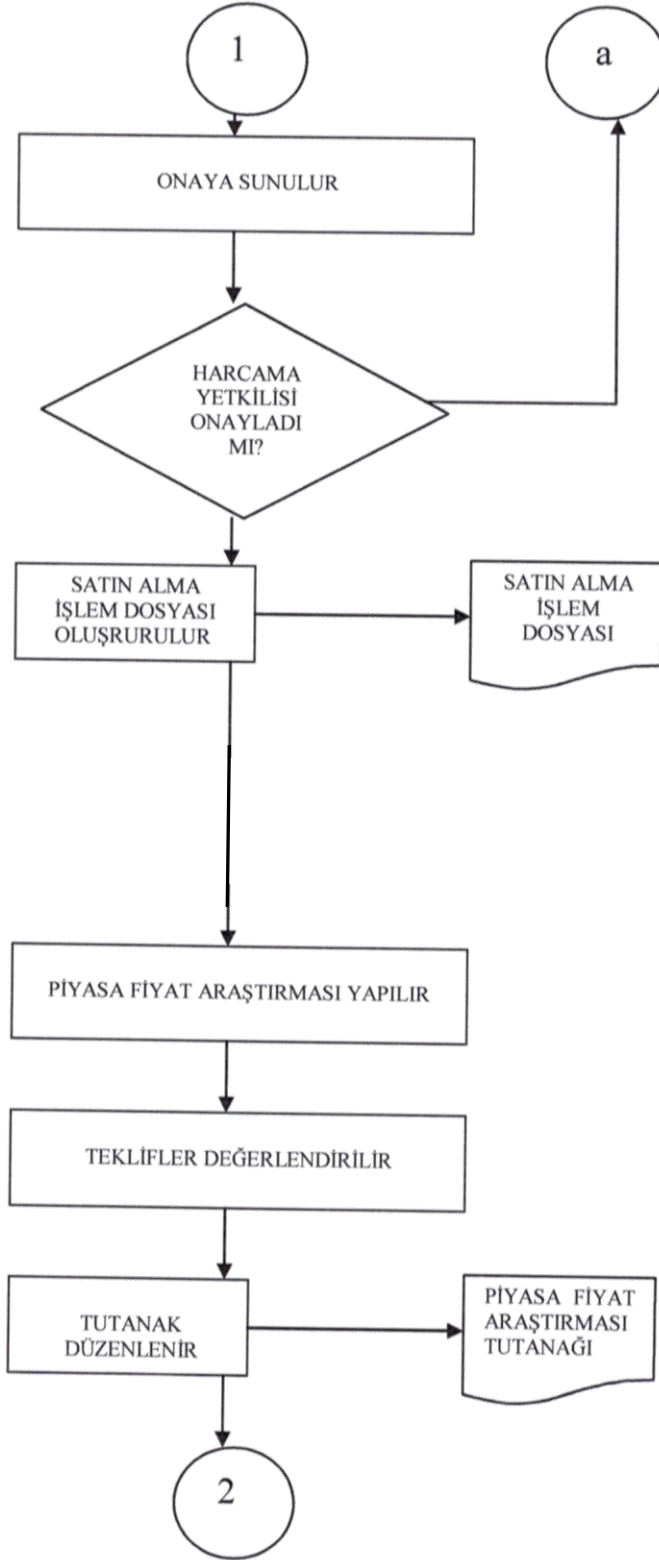 1
a
ONAYA SUNULUR
HARCAMA
YETKİLİSİ
ONAYLADI
MI?
SATIN ALMA
İŞLEM DOSYASI
OLUŞRURULUR
SATIN ALMA
İŞLEM
DOSYASI
PİYASA FİYAT ARAŞTIRMASI YAPILIR
TEKLİFLER DEĞERLENDİRİLİR
TUTANAK
DÜZENLENİR
PİYASA FİYAT
ARAŞTIRMASI
TUTANAĞI
2